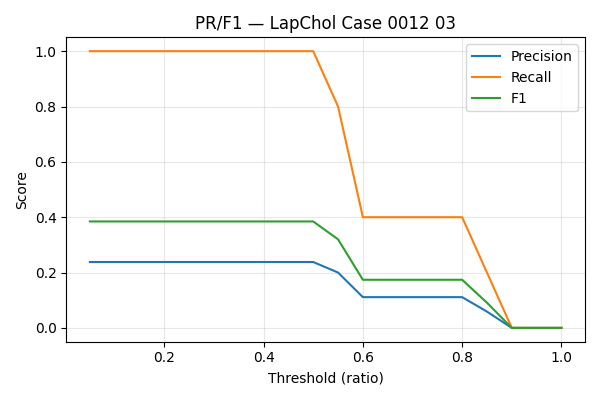 PR/F1 — LapChol Case 0012 03
1.0
0.8
0.6
0.4
0.2
0.0
Score
Precision
Recall
F1
0.2 0.4 0.6 0.8 1.0
Threshold (ratio)